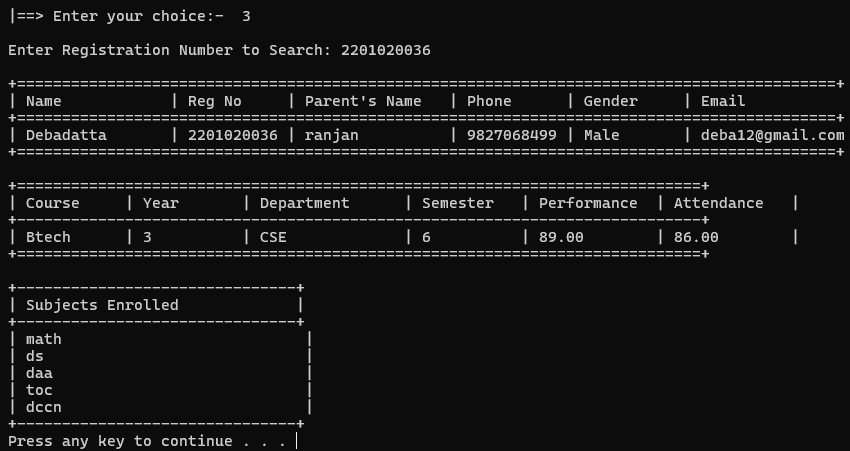 |==> Enter your choice:-  3
Enter Registration Number to Search: 2201020036
+===========================================================================================+
| Name            | Reg No     | Parent's Name   | Phone      | Gender     | Email
+===========================================================================================+
| Debadatta       | 2201020036 | ranjan          | 9827068499 | Male       | deba12@gmail.com
+===========================================================================================+
+============================================================================+
| Course     | Year       | Department      | Semester   | Performance  | Attendance   |
+----------------------------------------------------------------------------+
| Btech      | 3          | CSE             | 6          | 89.00        | 86.00        |
+============================================================================+
+-------------------------------+
| Subjects Enrolled             |
+-------------------------------+
| math                           |
| ds                             |
| daa                            |
| toc                            |
| dccn                           |
+-------------------------------+
Press any key to continue . . .